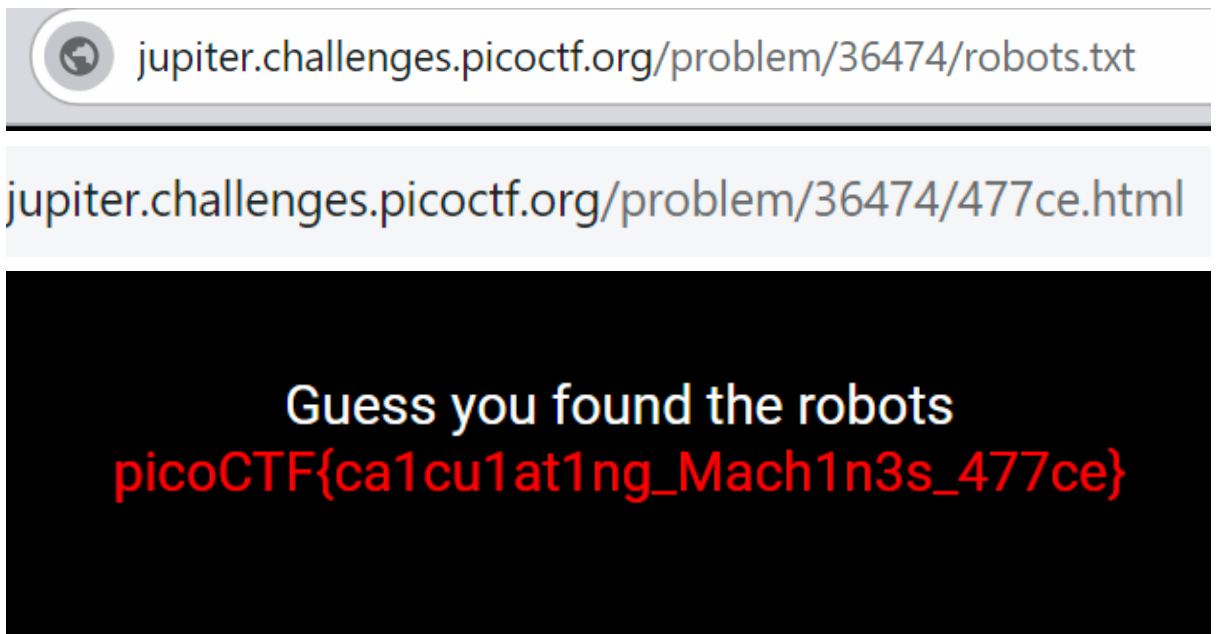 jupiter.challenges.picoctf.org/problem/36474/robots.txt
jupiter.challenges.picoctf.org/problem/36474/477ce.html
Guess you found the robots
picoCTF{ca1cu1at1ng_Mach1n3s_477ce}